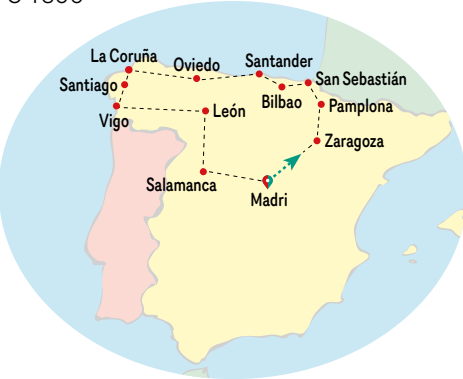 La Coruña
Oviedo
Santander
Santiago
San Sebastián
Bilbao
Vigo
León
Pamplona
Zaragoza
Salamanca
Madri